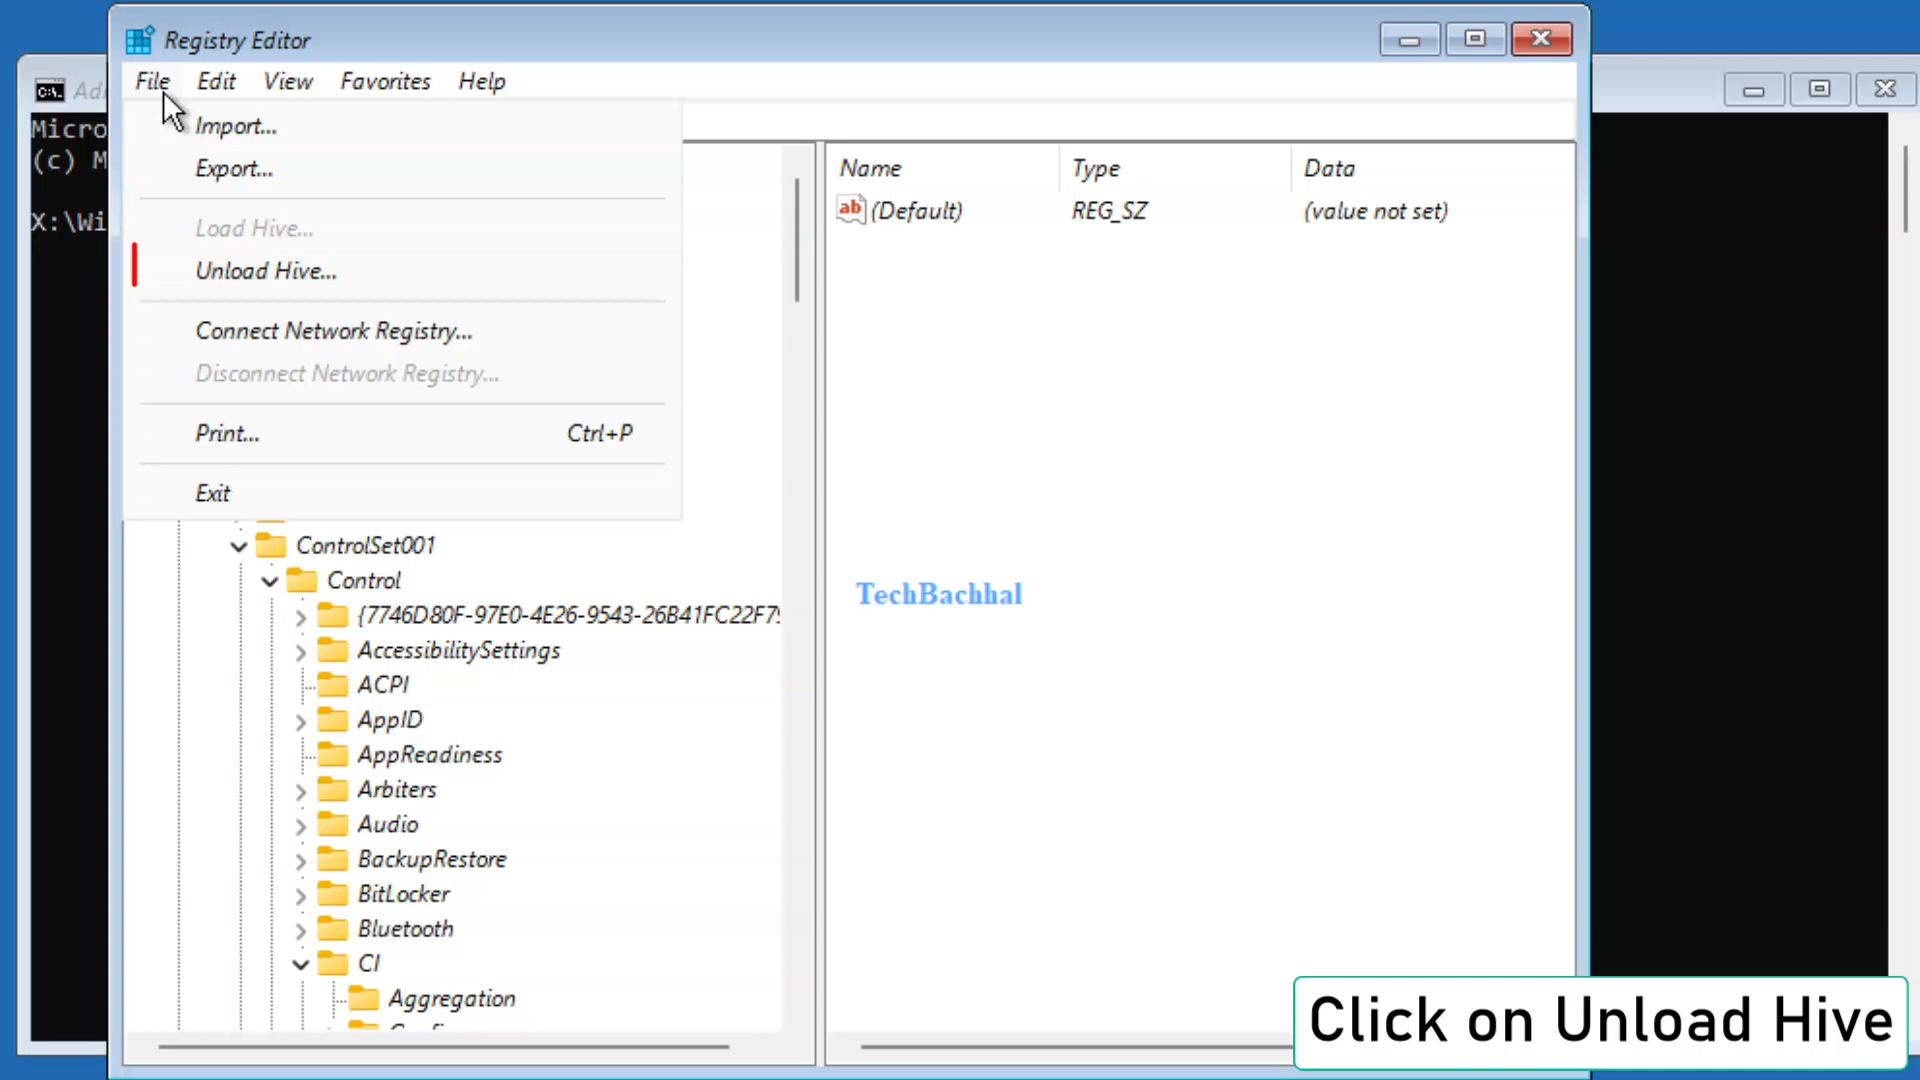 Registry Editor
File Edit View Favorites Help
Import...
Export...
Load Hive...
Unload Hive...
Connect Network Registry...
Disconnect Network Registry...
Print... Ctrl+P
Exit
Micro
(c) M
X:\Wi
Name Type Data
(Default) REG_SZ (value not set)
ControlSet001
Control
{7746D80F-97E0-4E26-9543-26B41FC22F7
AccessibilitySettings
ACPI
AppID
AppReadiness
Arbiters
Audio
BackupRestore
BitLocker
Bluetooth
CI
Aggregation
TechBachhal
Click on Unload Hive